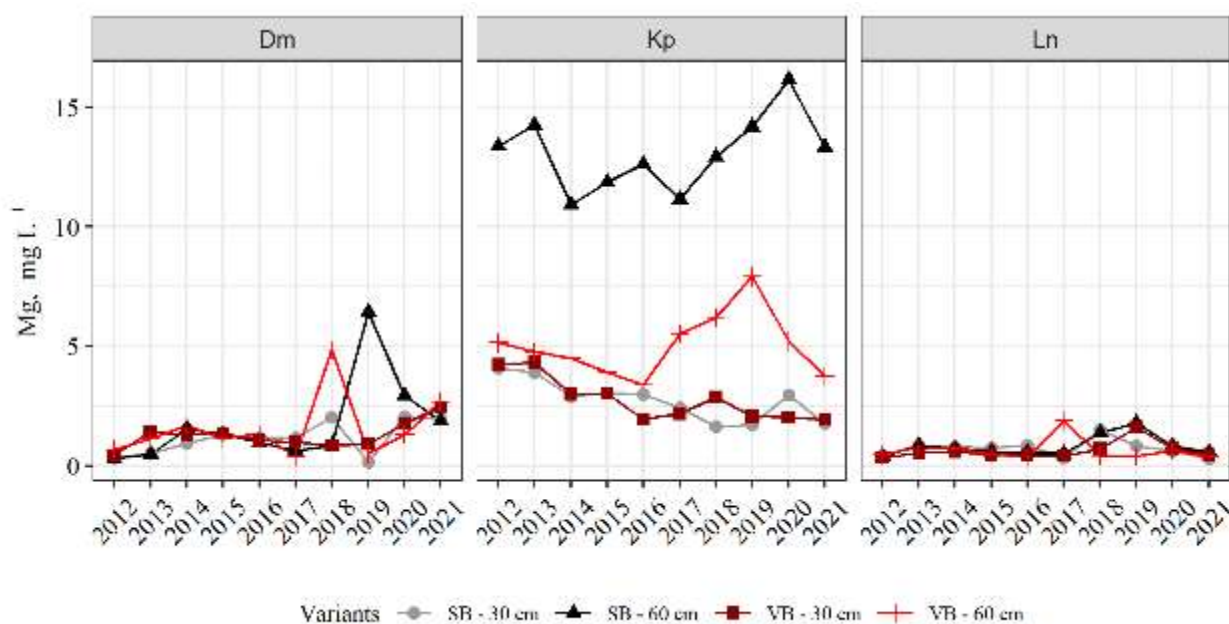 Dm Kp Ln
15
10
5
0
Mg, mg L⁻¹
2012 2013 2014 2015 2016 2017 2018 2019 2020 2021 2012 2013 2014 2015 2016 2017 2018 2019 2020 2021 2012 2013 2014 2015 2016 2017 2018 2019 2020 2021
Variants SB - 30 cm SB - 60 cm VB - 30 cm VB - 60 cm